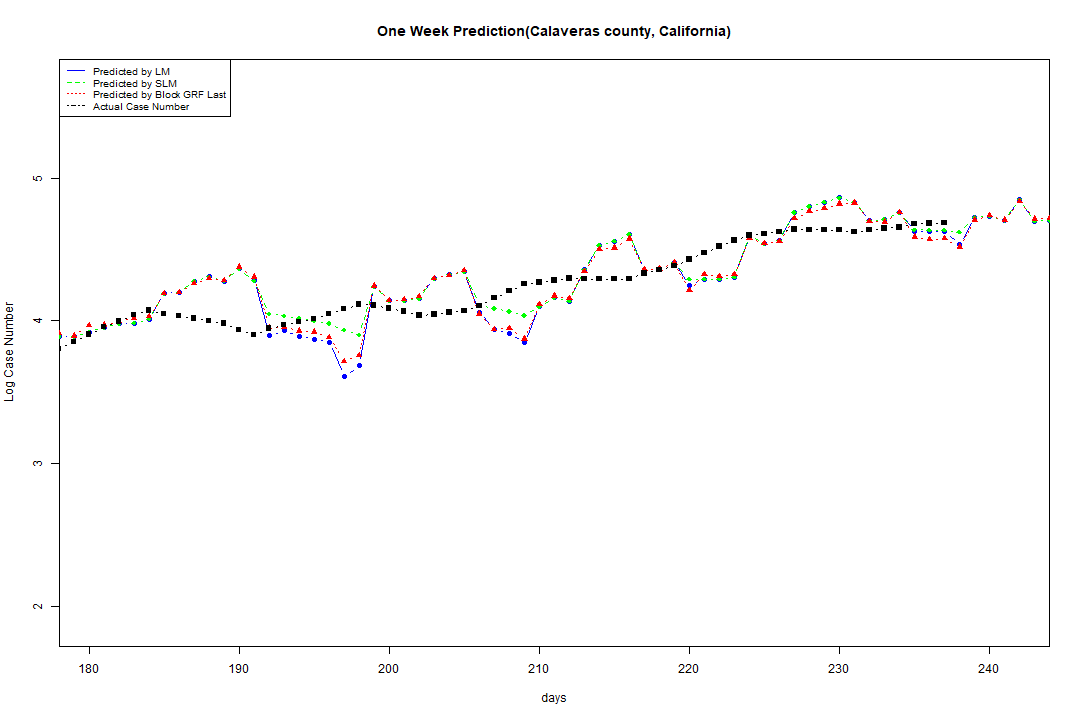 One Week Prediction(Calaveras county, California)
Predicted by LM
Predicted by SLM
Predicted by Block GRF Last
Actual Case Number
5
4
3
2
Log Case Number
180 190 200 210 220 230 240
days